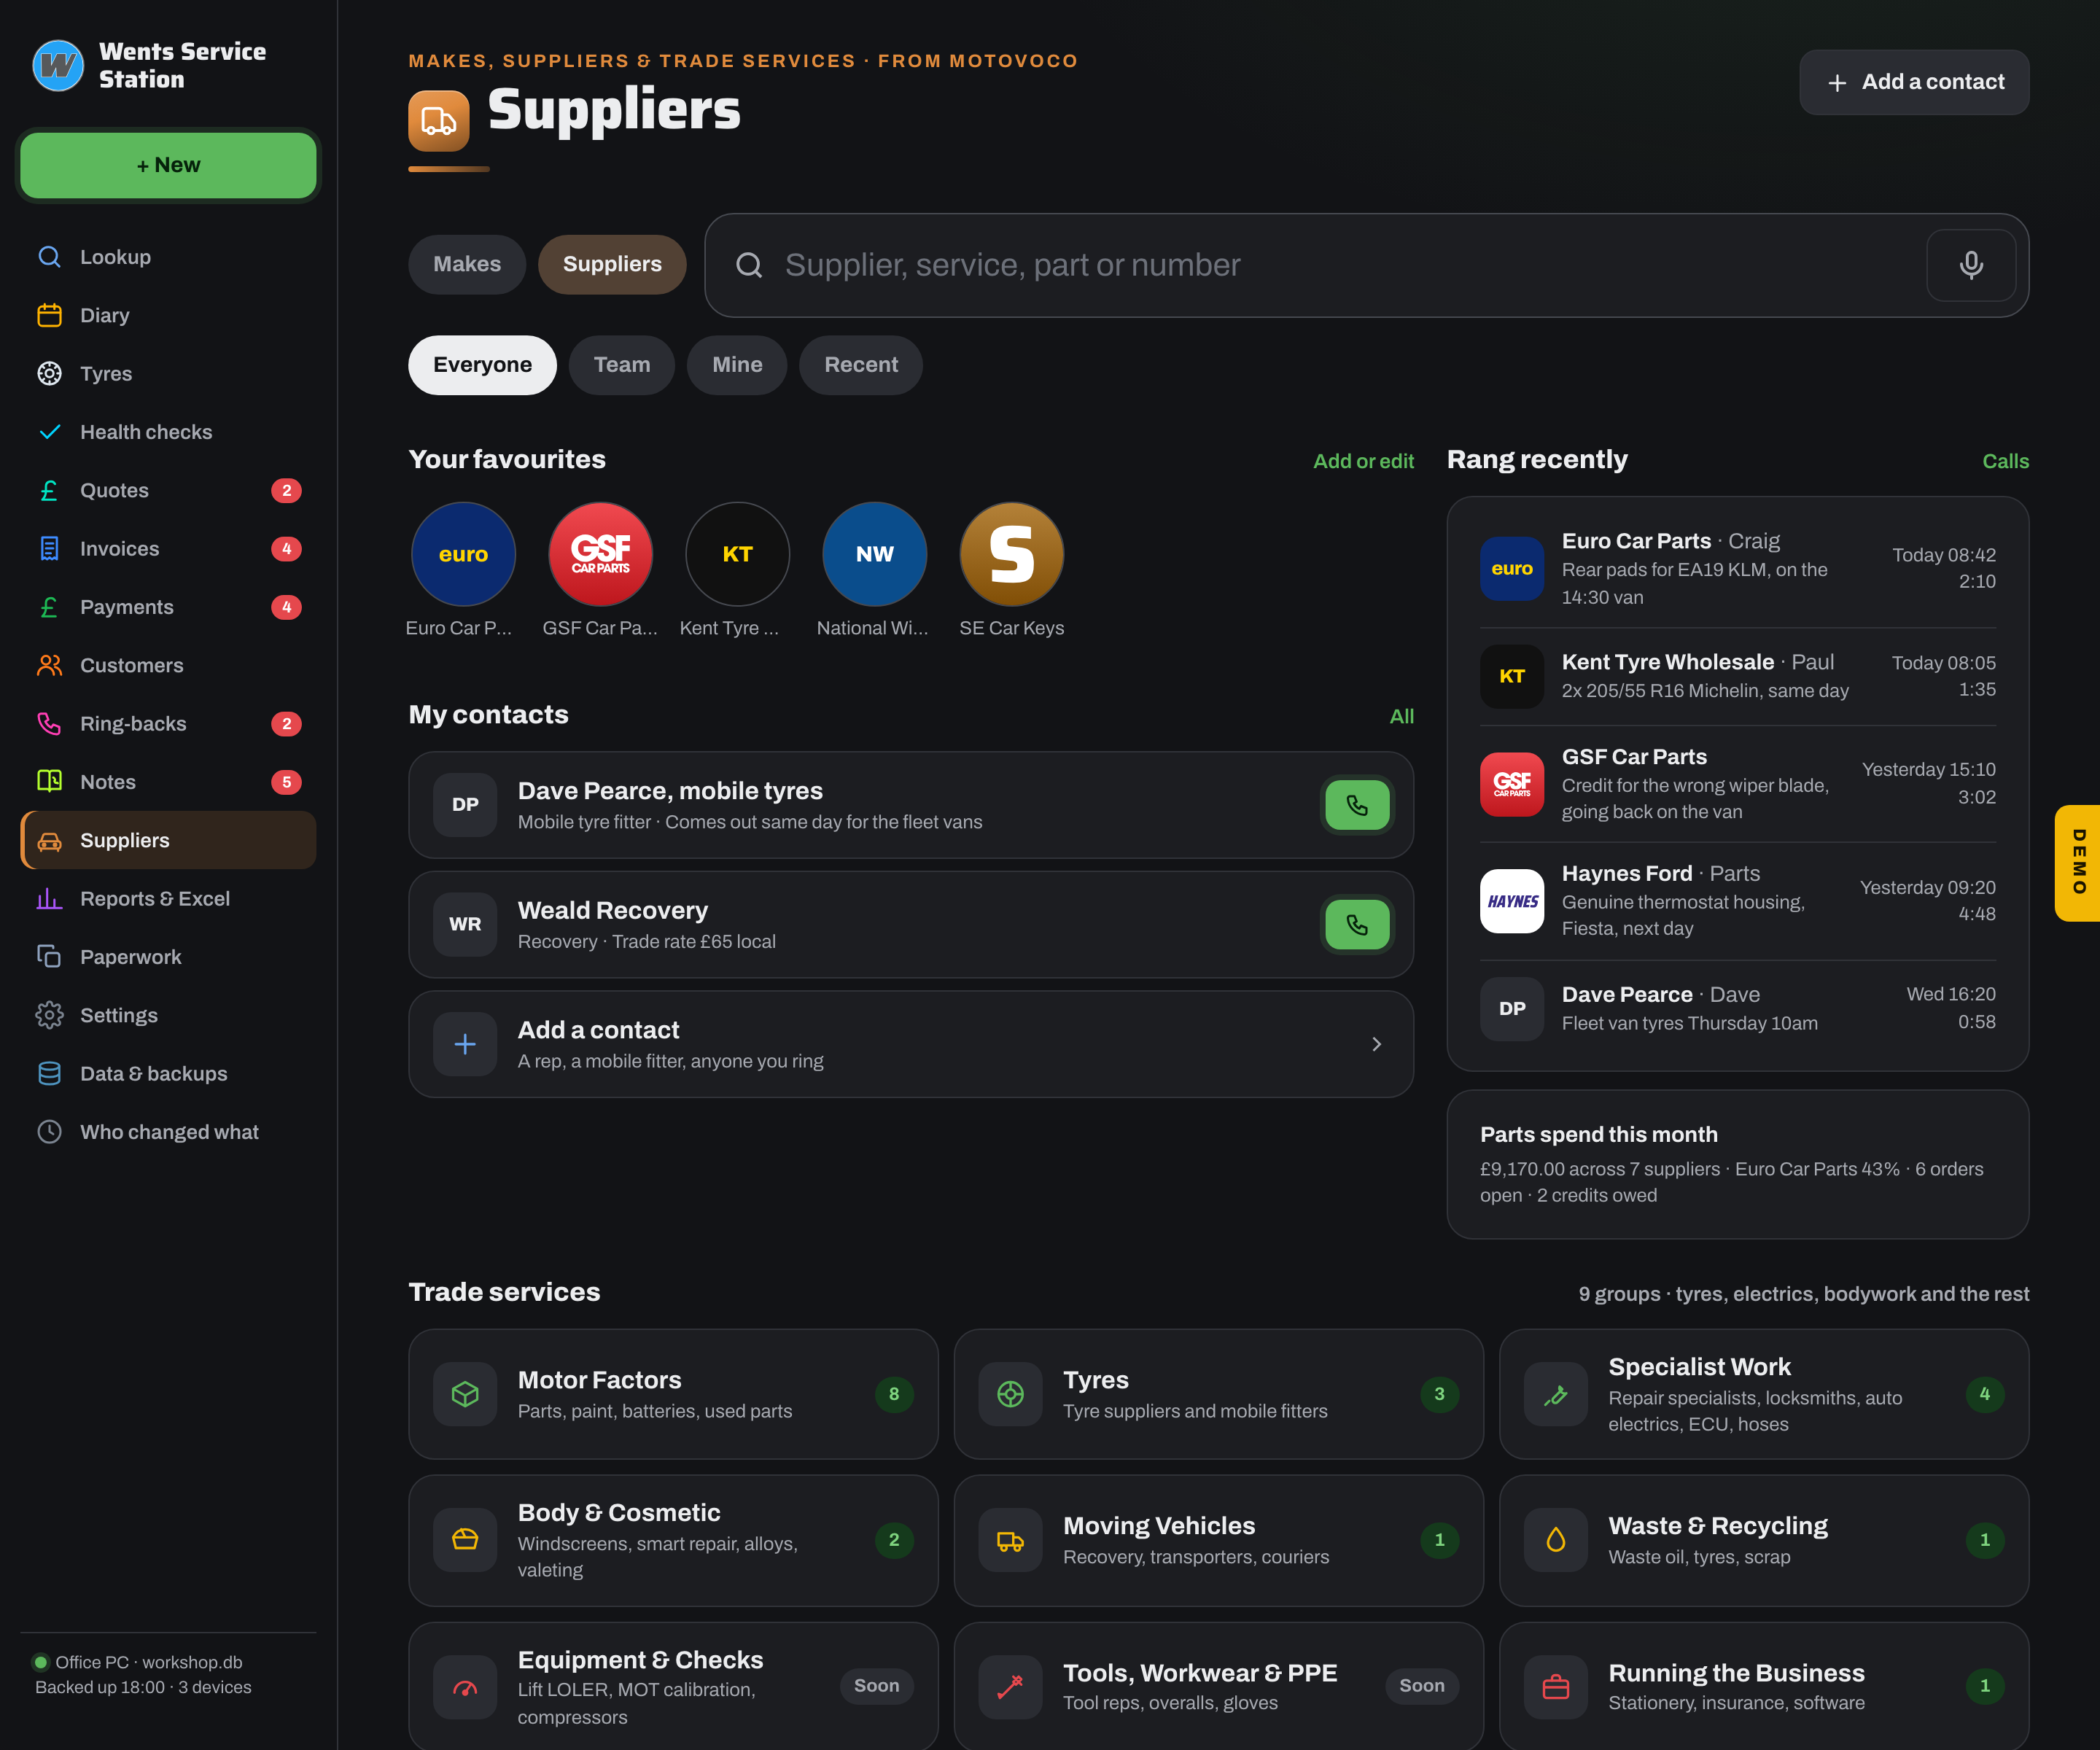 W
Wents Service
Station
+ New
Lookup
Diary
Tyres
Health checks
Quotes
2
Invoices
4
Payments
4
Customers
Ring-backs
2
Notes
5
Suppliers
Reports & Excel
Paperwork
Settings
Data & backups
Who changed what
Office PC · workshop.db
Backed up 18:00 · 3 devices
MAKES, SUPPLIERS & TRADE SERVICES · FROM MOTOVOCO
Suppliers
+ Add a contact
Makes
Suppliers
Supplier, service, part or number
Everyone
Team
Mine
Recent
Your favourites
Add or edit
euro
GSF
CAR PARTS
KT
NW
S
Euro Car P...
GSF Car Pa...
Kent Tyre ...
National Wi...
SE Car Keys
My contacts
All
DP
Dave Pearce, mobile tyres
Mobile tyre fitter · Comes out same day for the fleet vans
WR
Weald Recovery
Recovery · Trade rate £65 local
Add a contact
A rep, a mobile fitter, anyone you ring
Rang recently
Calls
euro
Euro Car Parts · Craig
Rear pads for EA19 KLM, on the
14:30 van
Today 08:42
2:10
KT
Kent Tyre Wholesale · Paul
2x 205/55 R16 Michelin, same day
Today 08:05
1:35
GSF
CAR PARTS
GSF Car Parts
Credit for the wrong wiper blade,
going back on the van
Yesterday 15:10
3:02
HAYNES
Haynes Ford · Parts
Genuine thermostat housing,
Fiesta, next day
Yesterday 09:20
4:48
DP
Dave Pearce · Dave
Fleet van tyres Thursday 10am
Wed 16:20
0:58
Parts spend this month
£9,170.00 across 7 suppliers · Euro Car Parts 43% · 6 orders
open · 2 credits owed
DEMO
Trade services
9 groups · tyres, electrics, bodywork and the rest
Motor Factors
Parts, paint, batteries, used parts
8
Tyres
Tyre suppliers and mobile fitters
3
Specialist Work
Repair specialists, locksmiths, auto
electrics, ECU, hoses
4
Body & Cosmetic
Windscreens, smart repair, alloys,
valeting
2
Moving Vehicles
Recovery, transporters, couriers
1
Waste & Recycling
Waste oil, tyres, scrap
1
Equipment & Checks
Lift LOLER, MOT calibration,
compressors
Soon
Tools, Workwear & PPE
Tool reps, overalls, gloves
Soon
Running the Business
Stationery, insurance, software
1